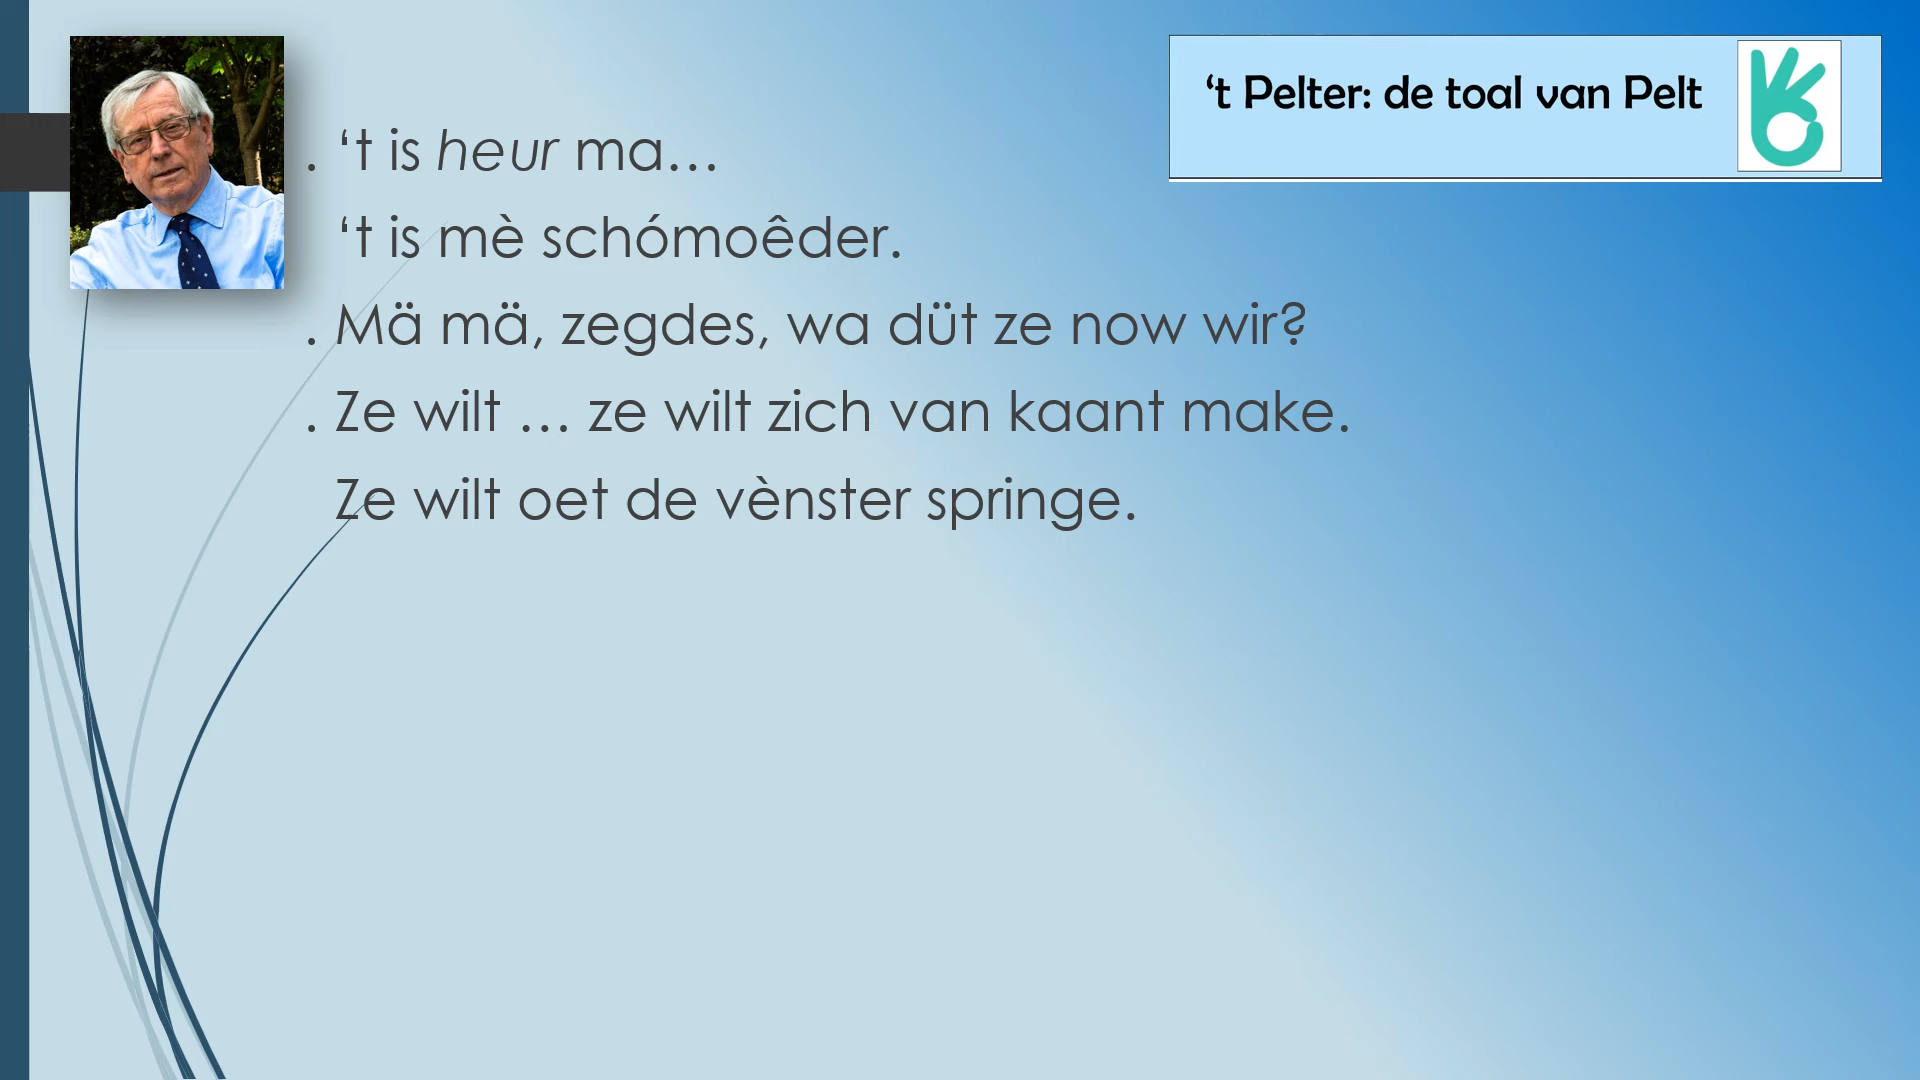 ‘t Pelter: de toal van Pelt
. ‘t is heur ma…
‘t is mè schómoêder.
. Mä mä, zegdes, wa düt ze now wir?
. Ze wilt … ze wilt zich van kaant make.
Ze wilt oet de vènster springe.